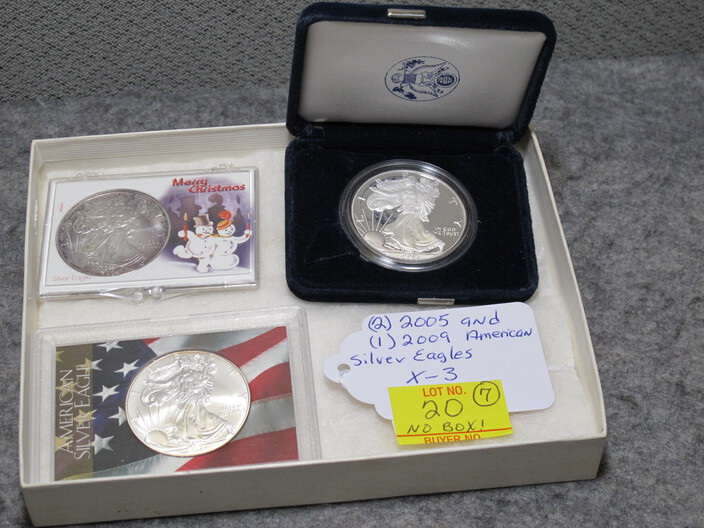 Merry
Christmas
Silver Eagle
LIBERTY
IN GOD
WE TRUST
AMERICAN
SILVER EAGLE
(2) 2005 and
(1) 2009 American
Silver Eagles
X-3
LOT NO.
20 7
NO BOX!
BUYER NO.